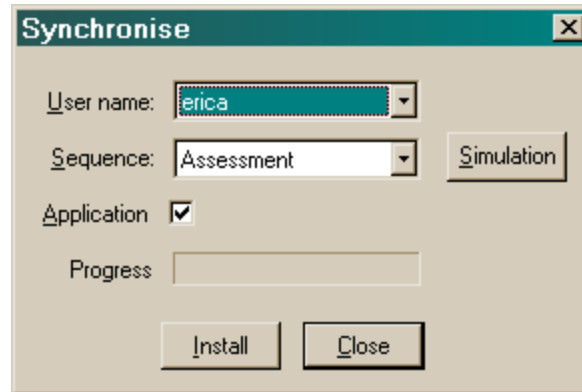 Synchronise
User name: erica
Sequence: Assessment Simulation
Application
Progress
Install Close